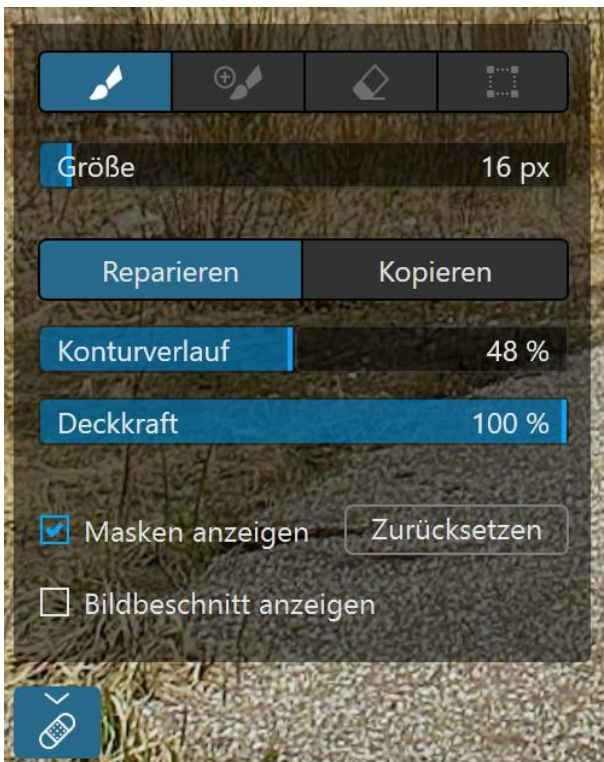 Größe 16 px
Reparieren Kopieren
Konturverlauf 48 %
Deckkraft 100 %
Masken anzeigen Zurücksetzen
Bildbeschnitt anzeigen